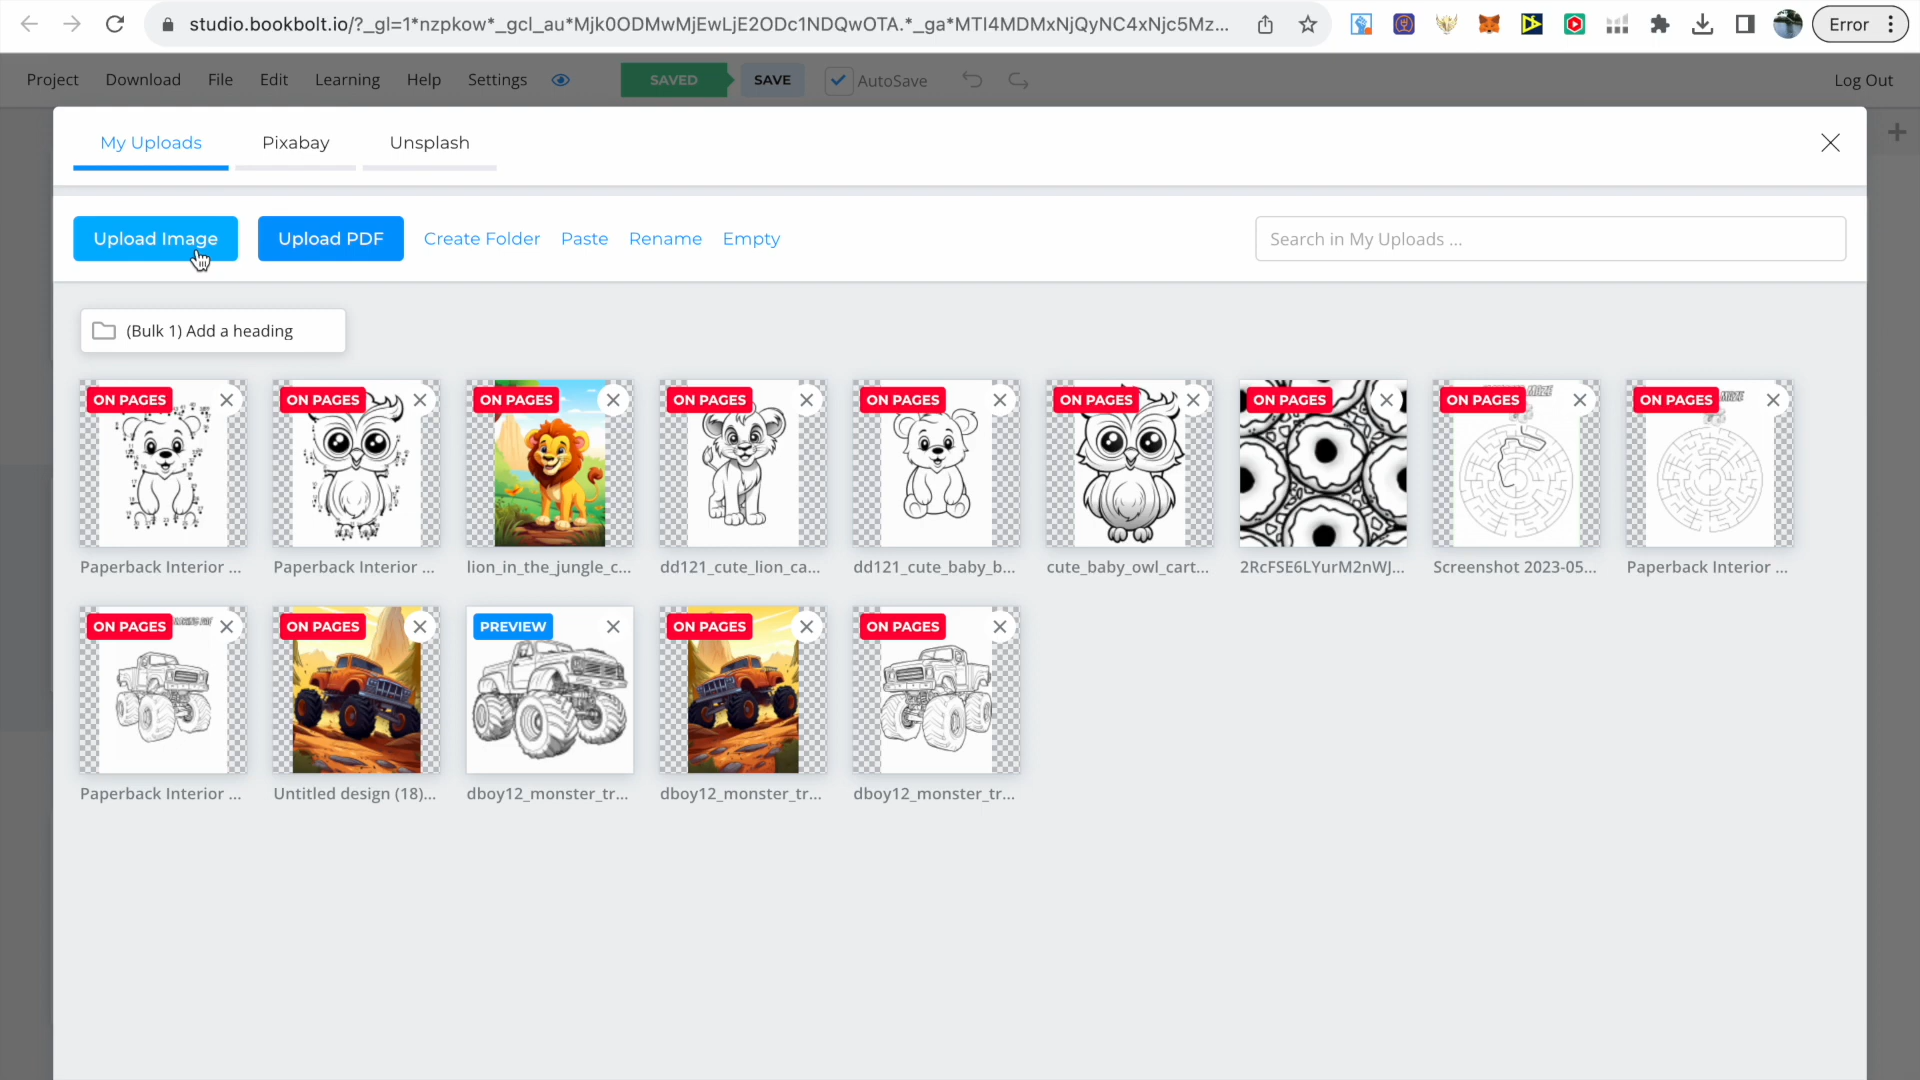 studio.bookbolt.io/?_gl=1*nzpkow*_gcl_au*Mjk0ODMwMjEwLjE2ODc1NDQwOTA.*_ga*MTI4MDMxNjQyNC4xNjc5Mz...
Error
Project Download File Edit Learning Help Settings SAVED SAVE AutoSave Log Out
My Uploads Pixabay Unsplash
Upload Image Upload PDF Create Folder Paste Rename Empty Search in My Uploads ...
(Bulk 1) Add a heading
ON PAGES ON PAGES ON PAGES ON PAGES ON PAGES ON PAGES ON PAGES ON PAGES ON PAGES
Paperback Interior ... Paperback Interior ... lion_in_the_jungle_c... dd121_cute_lion_ca... dd121_cute_baby_b... cute_baby_owl_cart... 2RcFSE6LYurM2nWJ... Screenshot 2023-05... Paperback Interior ...
ON PAGES ON PAGES PREVIEW ON PAGES ON PAGES
Paperback Interior ... Untitled design (18)... dboy12_monster_tr... dboy12_monster_tr... dboy12_monster_tr...